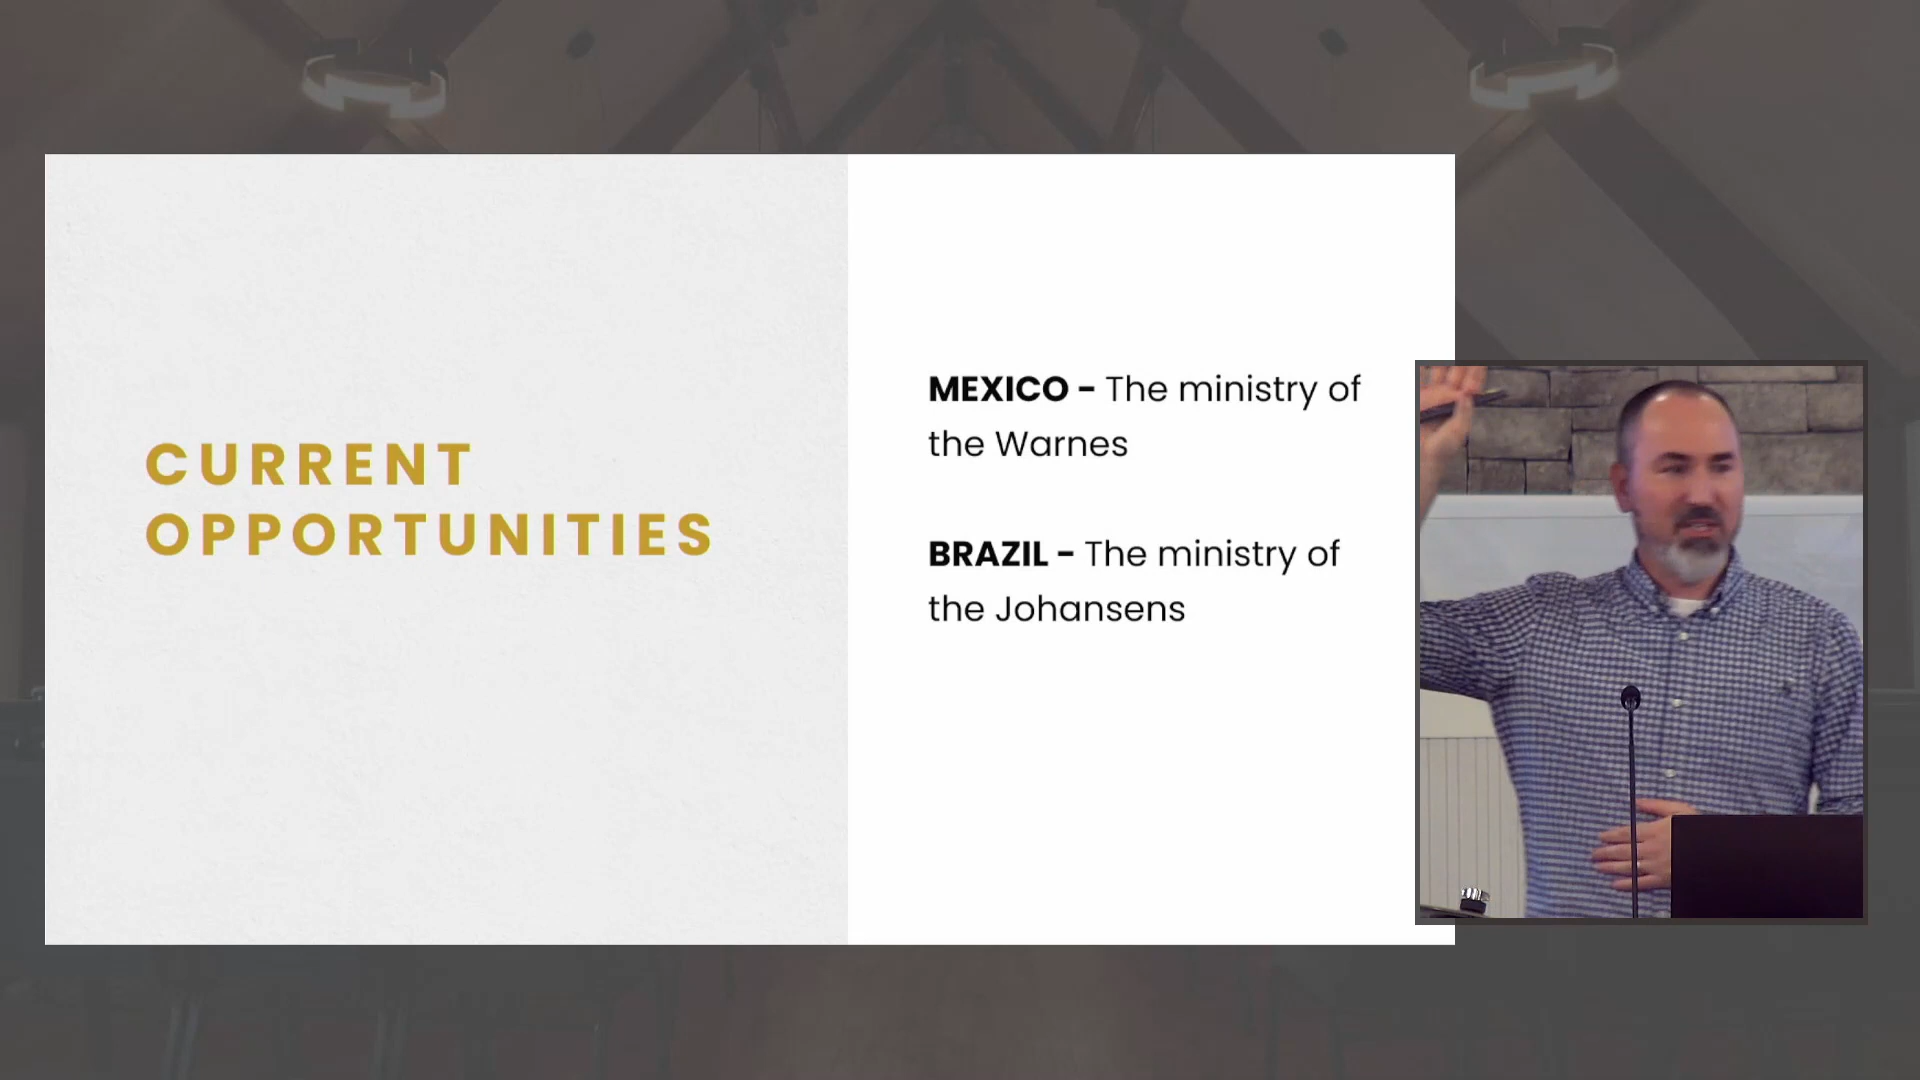 CURRENT
OPPORTUNITIES
MEXICO – The ministry of
the Warnes
BRAZIL – The ministry of
the Johansens